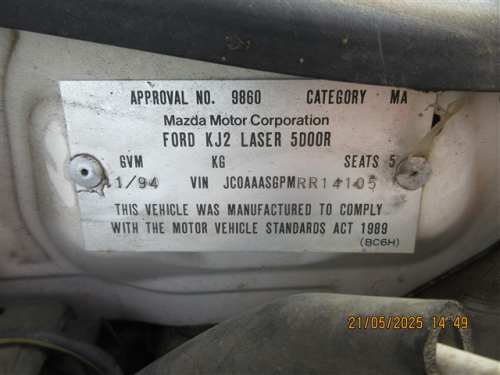 APPROVAL NO. 9860 CATEGORY MA
Mazda Motor Corporation
FORD KJ2 LASER 5DOOR
GVM KG SEATS 5
1/94 VIN JC0AAASGPMRR14105
THIS VEHICLE WAS MANUFACTURED TO COMPLY
WITH THE MOTOR VEHICLE STANDARDS ACT 1989
(BC6H)
21/05/2025 14:49